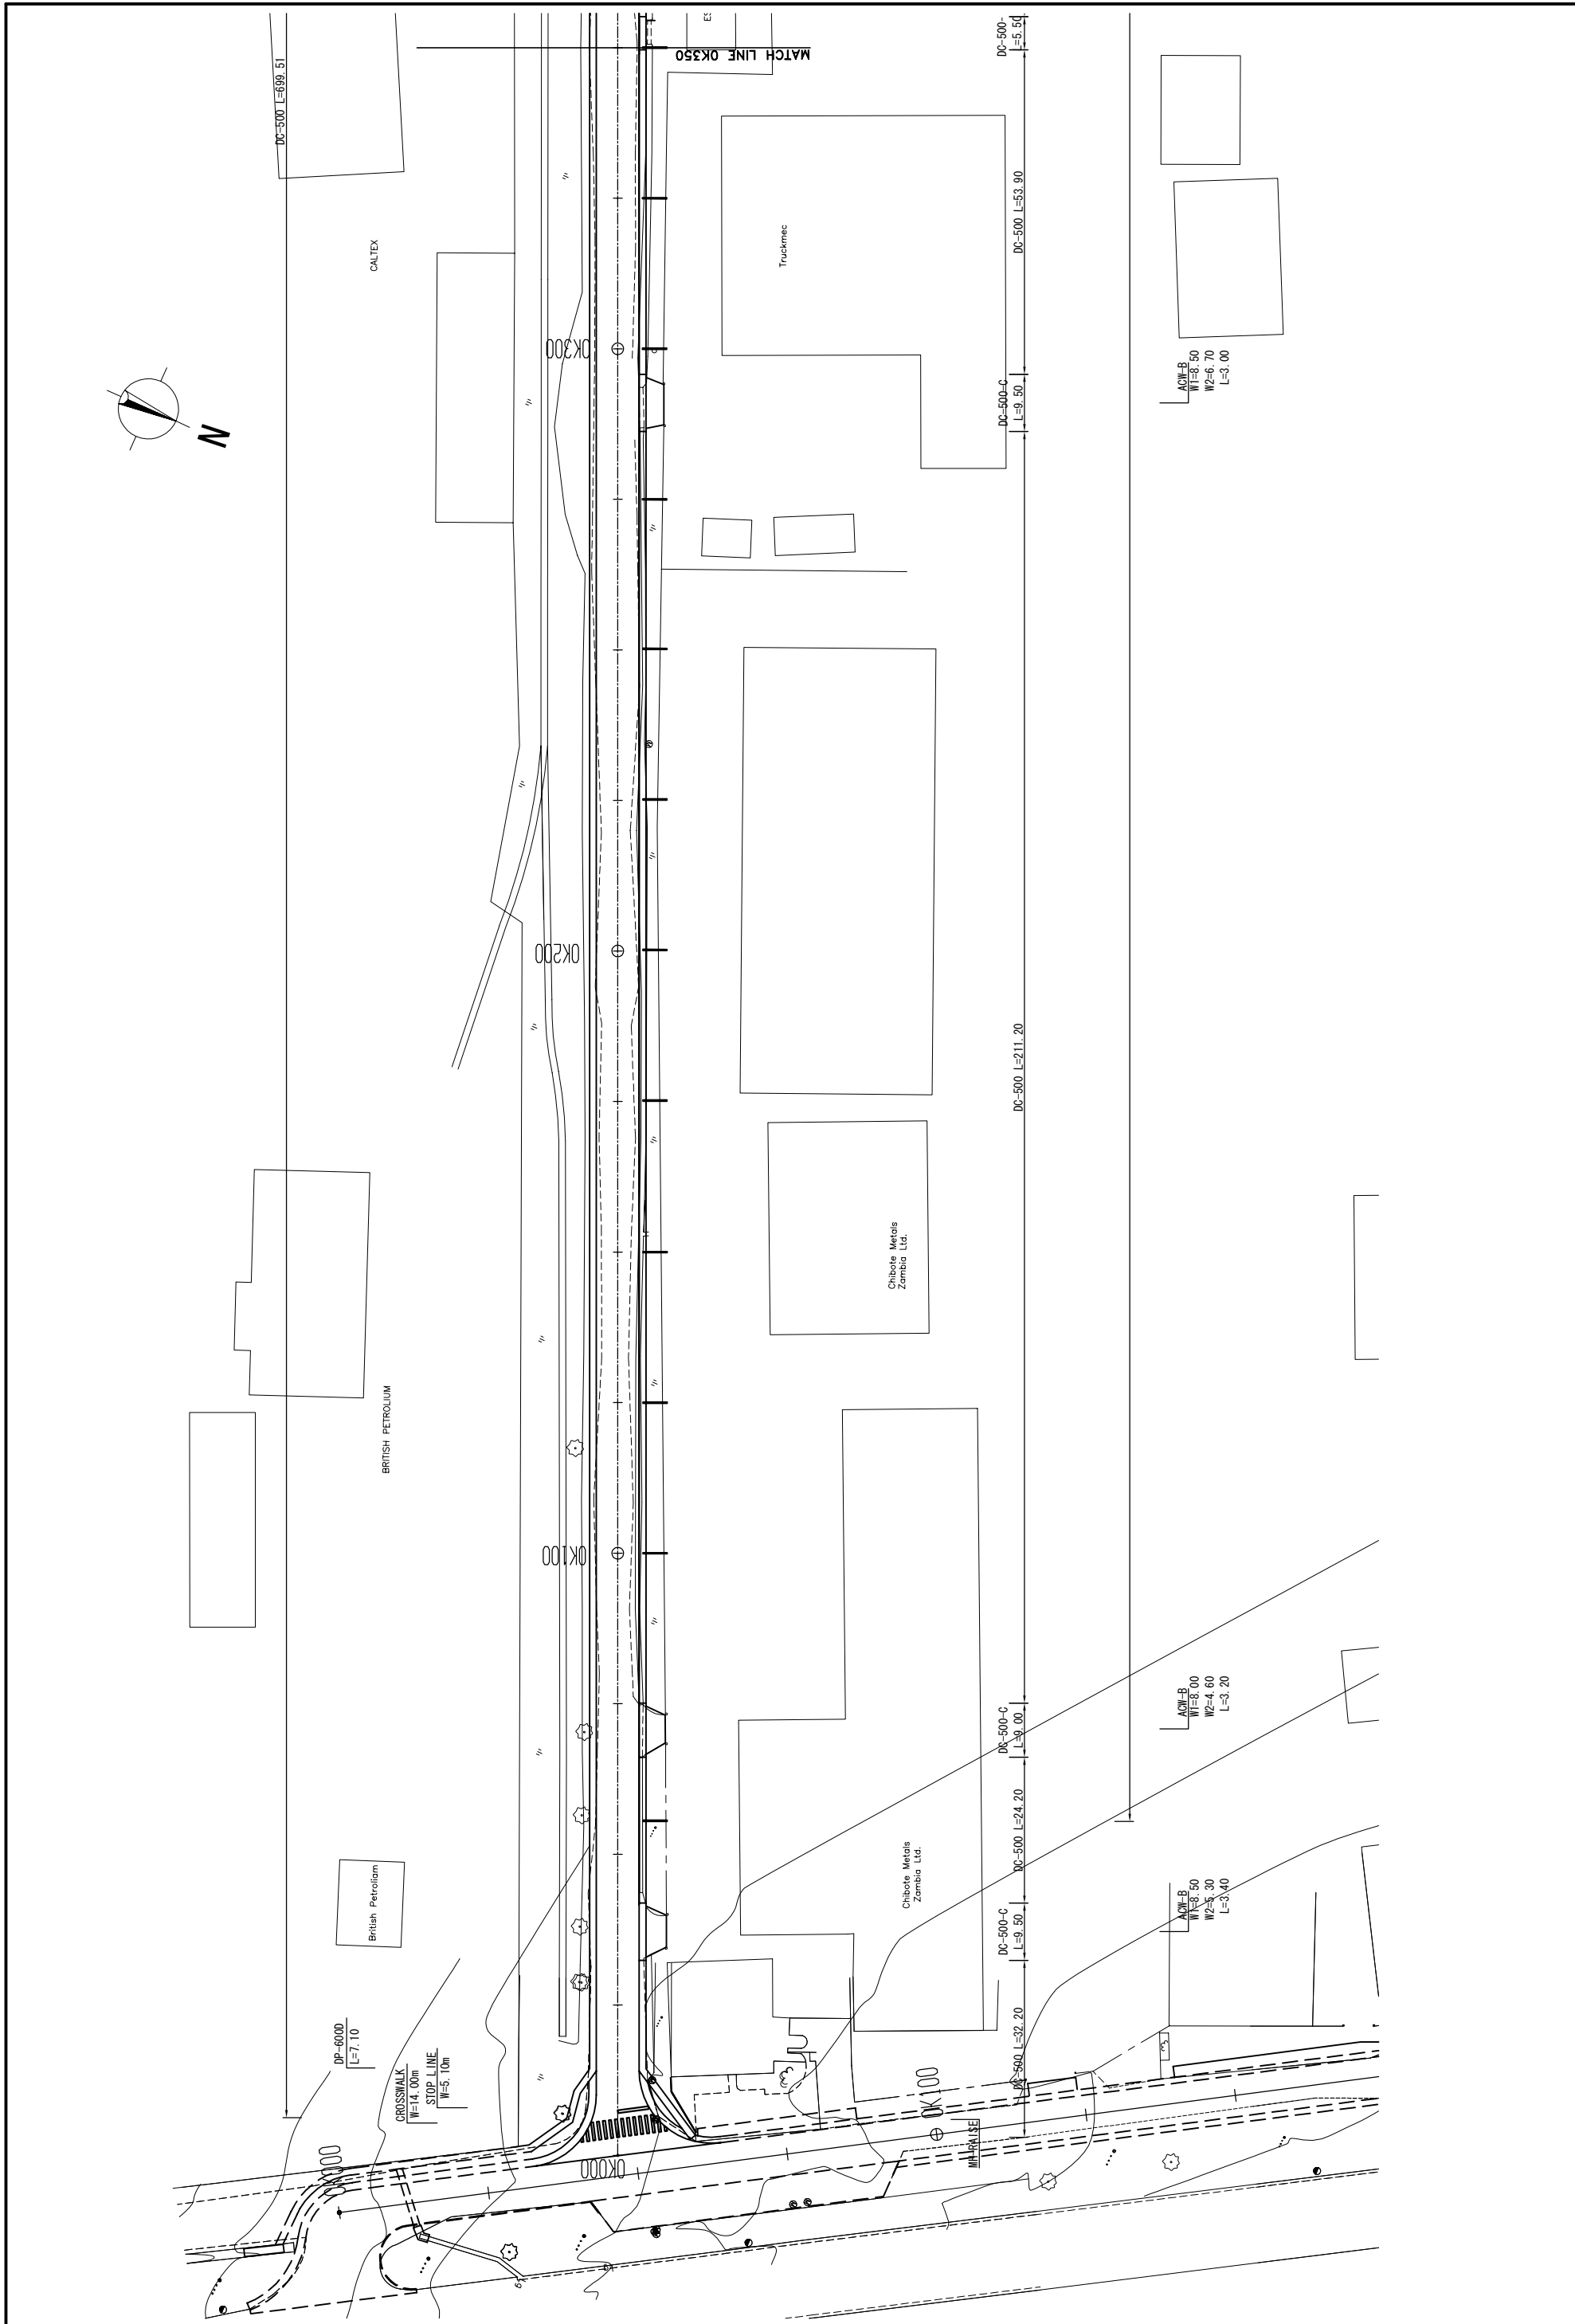 DC-500 L=699.51
MATCH LINE 0K350
ES
DC-500-
L=5.50
CALTEX
Truckmec
DC-500 L=53.90
0K300
DC-500-C
L=9.50
ACW-B
W1=8.50
W2=6.70
L=3.00
N
0K200
DC-500 L=211.20
Chibote Metals
Zambia Ltd.
BRITISH PETROLIUM
0K100
DC-500-C
L=9.00
ACW-B
W1=8.00
W2=4.60
L=3.20
DC-500 L=24.20
British Petroliam
Chibote Metals
Zambia Ltd.
DC-500-C
L=9.50
ACW-B
W1=8.50
W2=5.30
L=3.40
DP-600D
L=7.10
CROSSWALK
W=14.00m
STOP LINE
W=5.10m
DC-500 L=32.20
0K100
MH RAISE
0K000
0K000